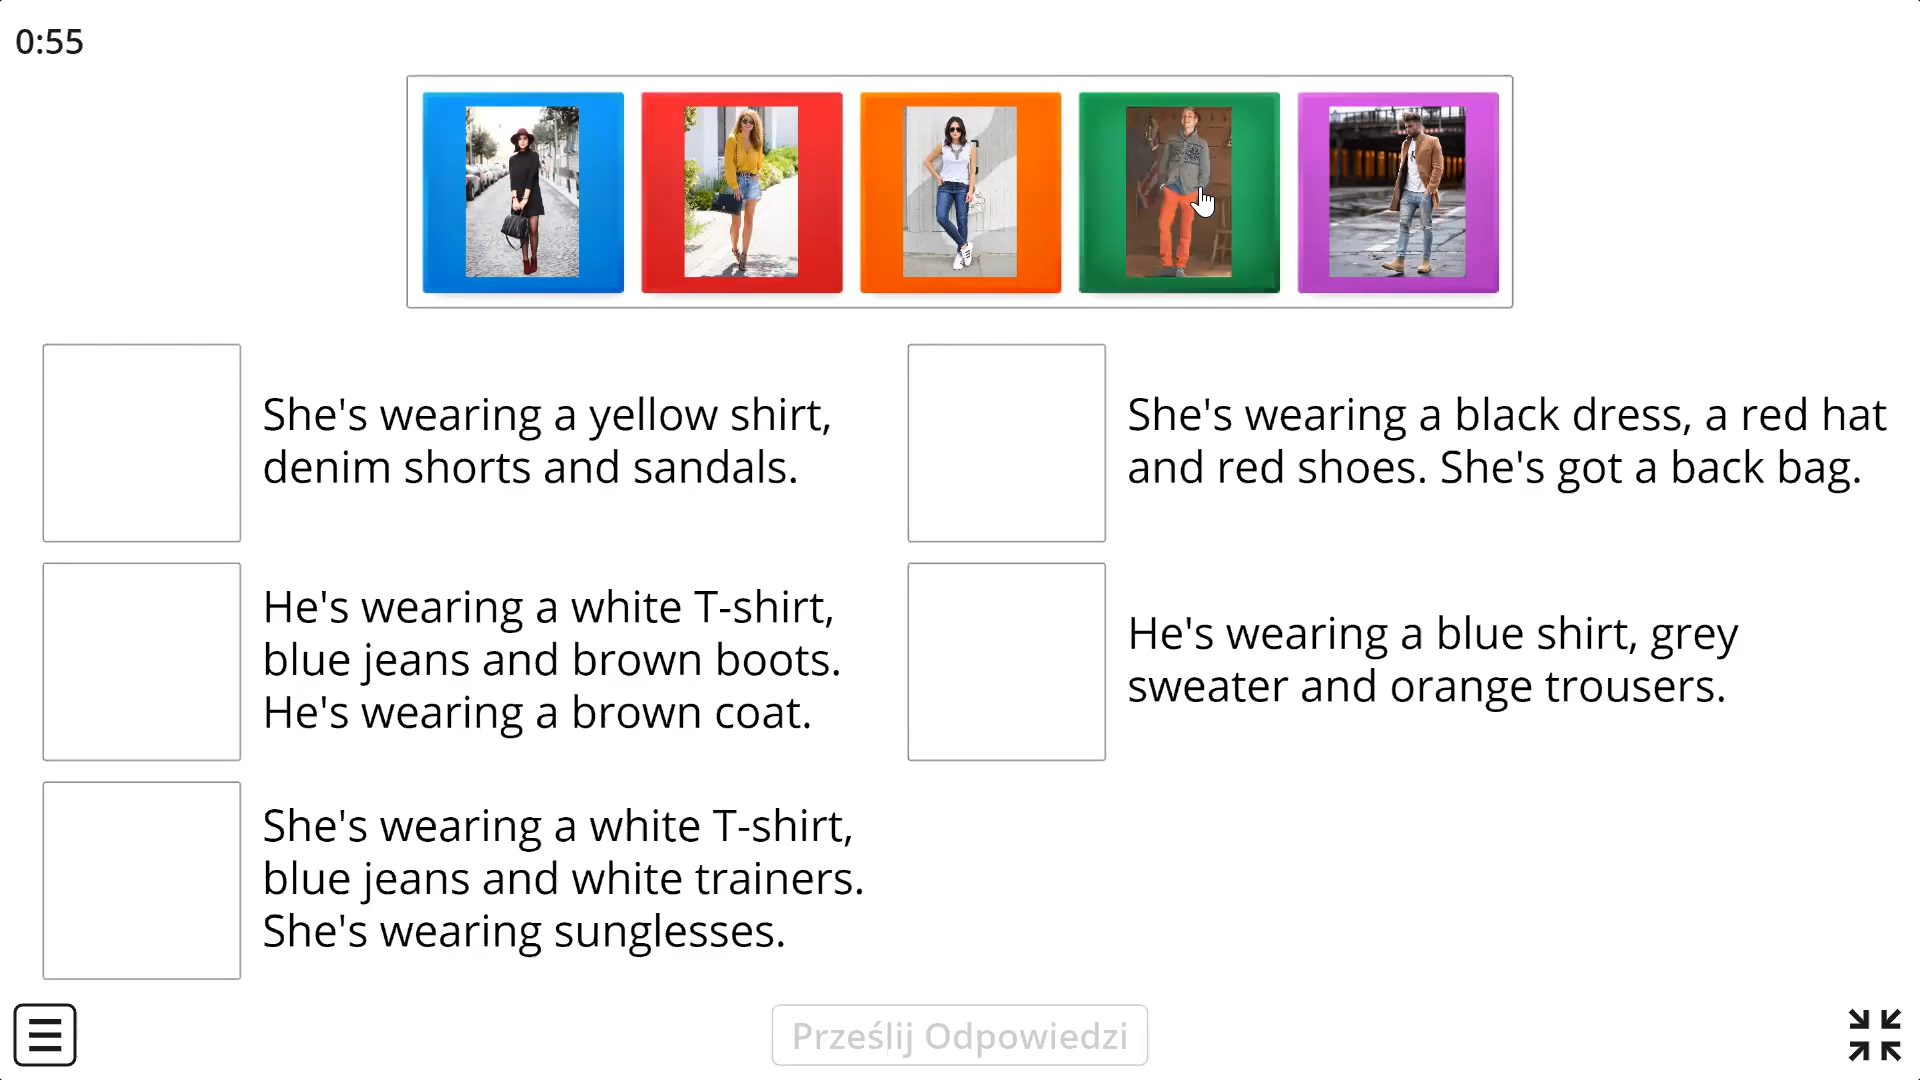 0:55
She's wearing a yellow shirt,
denim shorts and sandals.
She's wearing a black dress, a red hat
and red shoes. She's got a back bag.
He's wearing a white T-shirt,
blue jeans and brown boots.
He's wearing a brown coat.
He's wearing a blue shirt, grey
sweater and orange trousers.
She's wearing a white T-shirt,
blue jeans and white trainers.
She's wearing sunglesses.
Prześlij Odpowiedzi